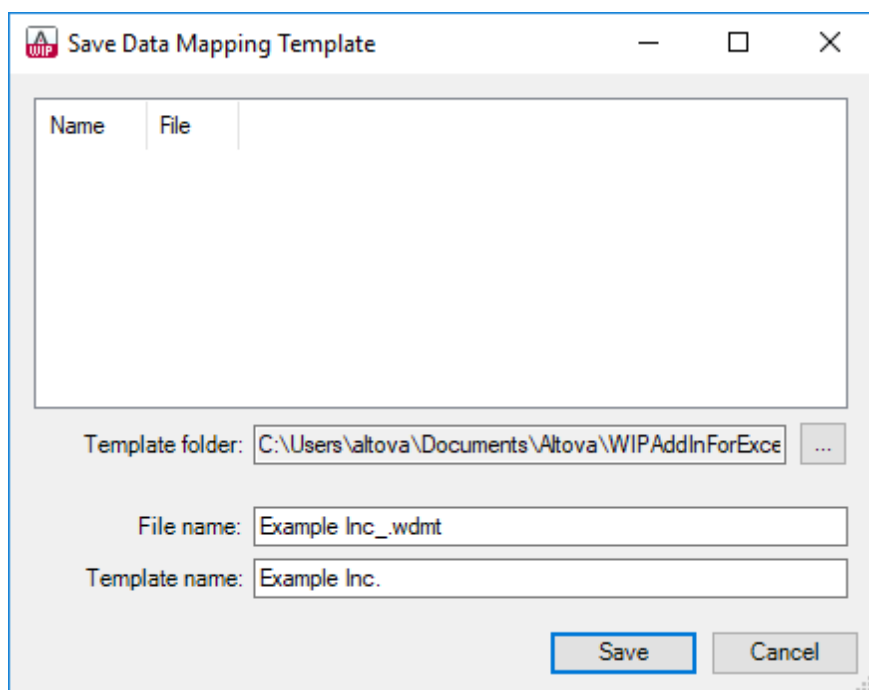 A WIP Save Data Mapping Template
Name File
Template folder: C:\Users\altova\Documents\Altova\WIPAddInForExce ...
File name: Example Inc_.wdmt
Template name: Example Inc.
Save Cancel